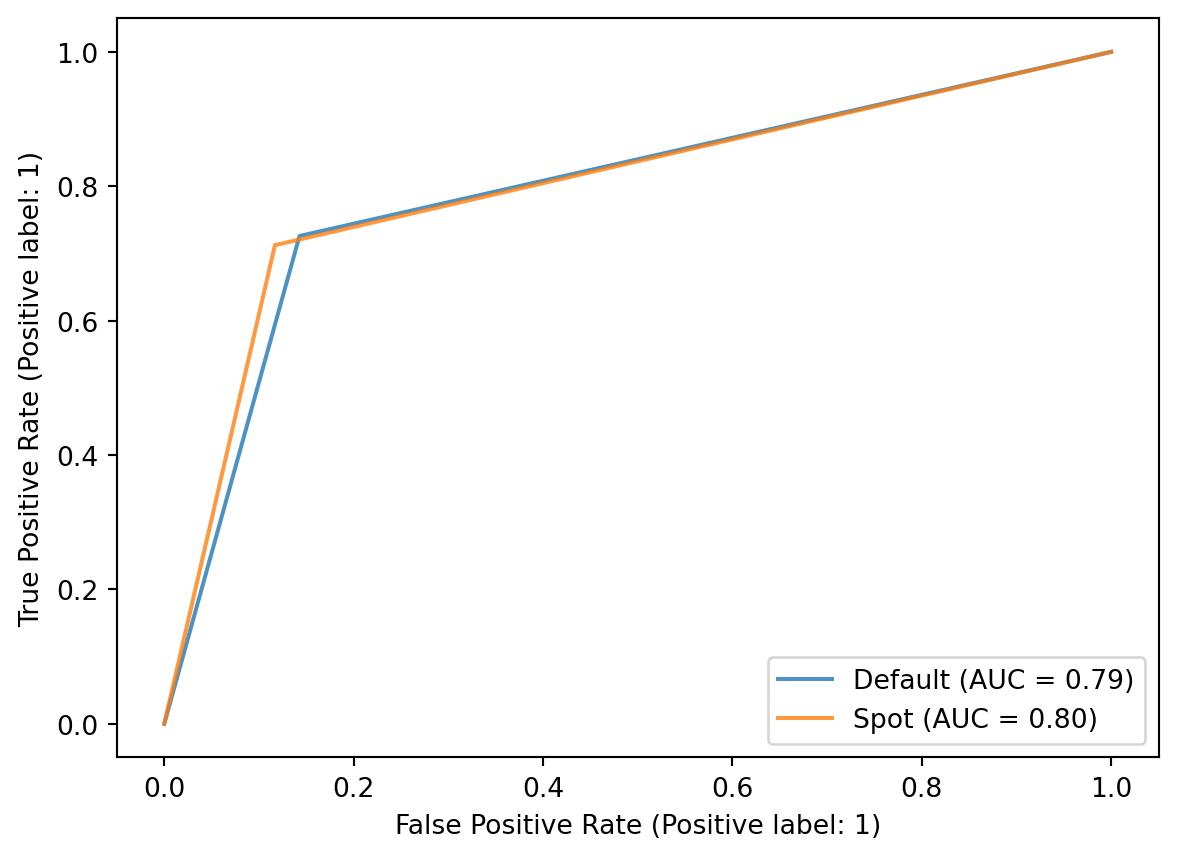 1.0
0.8
0.6
0.4
0.2
0.0
True Positive Rate (Positive label: 1)
Default (AUC = 0.79)
Spot (AUC = 0.80)
0.0 0.2 0.4 0.6 0.8 1.0
False Positive Rate (Positive label: 1)